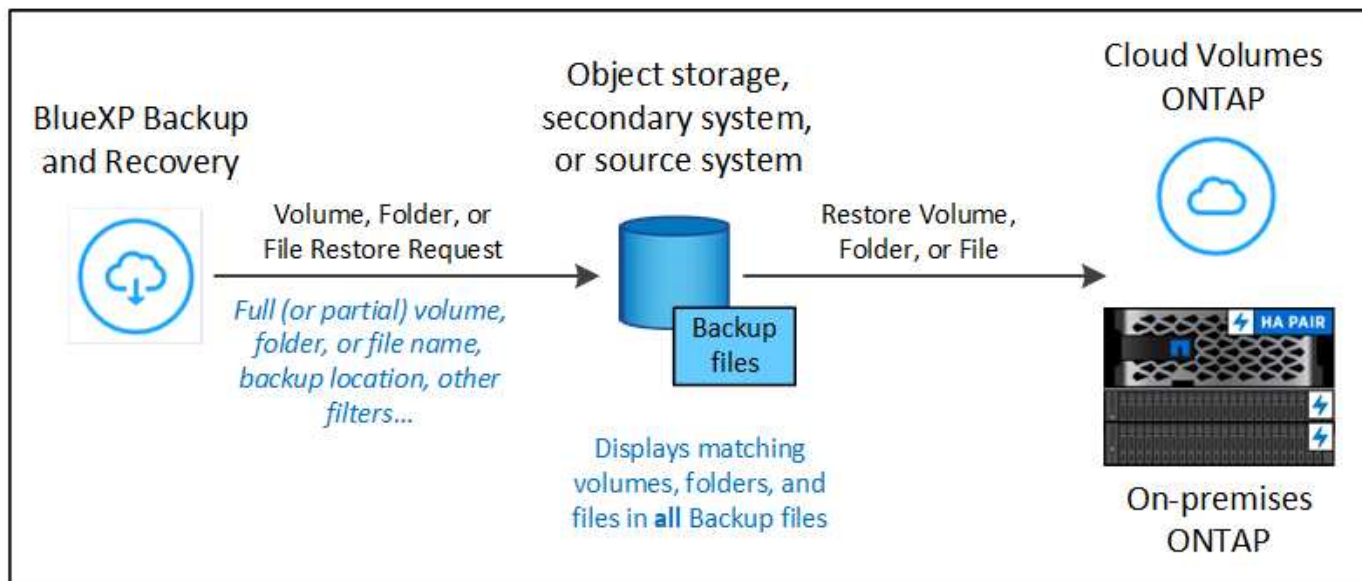 BlueXP Backup
and Recovery
Volume, Folder, or
File Restore Request
Full (or partial) volume,
folder, or file name,
backup location, other
filters...
Object storage,
secondary system,
or source system
Backup
files
Displays matching
volumes, folders, and
files in all Backup files
Restore Volume,
Folder, or File
Cloud Volumes
ONTAP
HA PAIR
On-premises
ONTAP